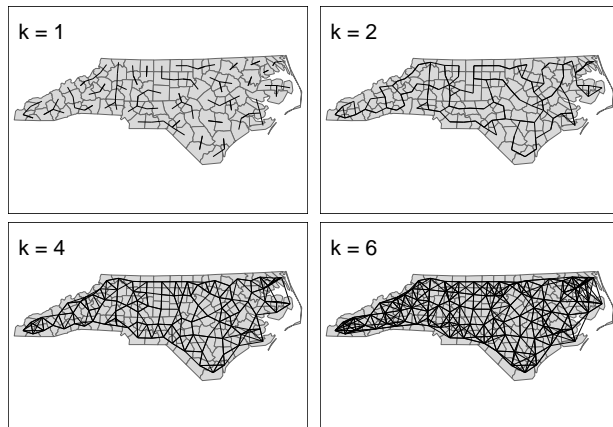 k = 1
k = 2
k = 4
k = 6